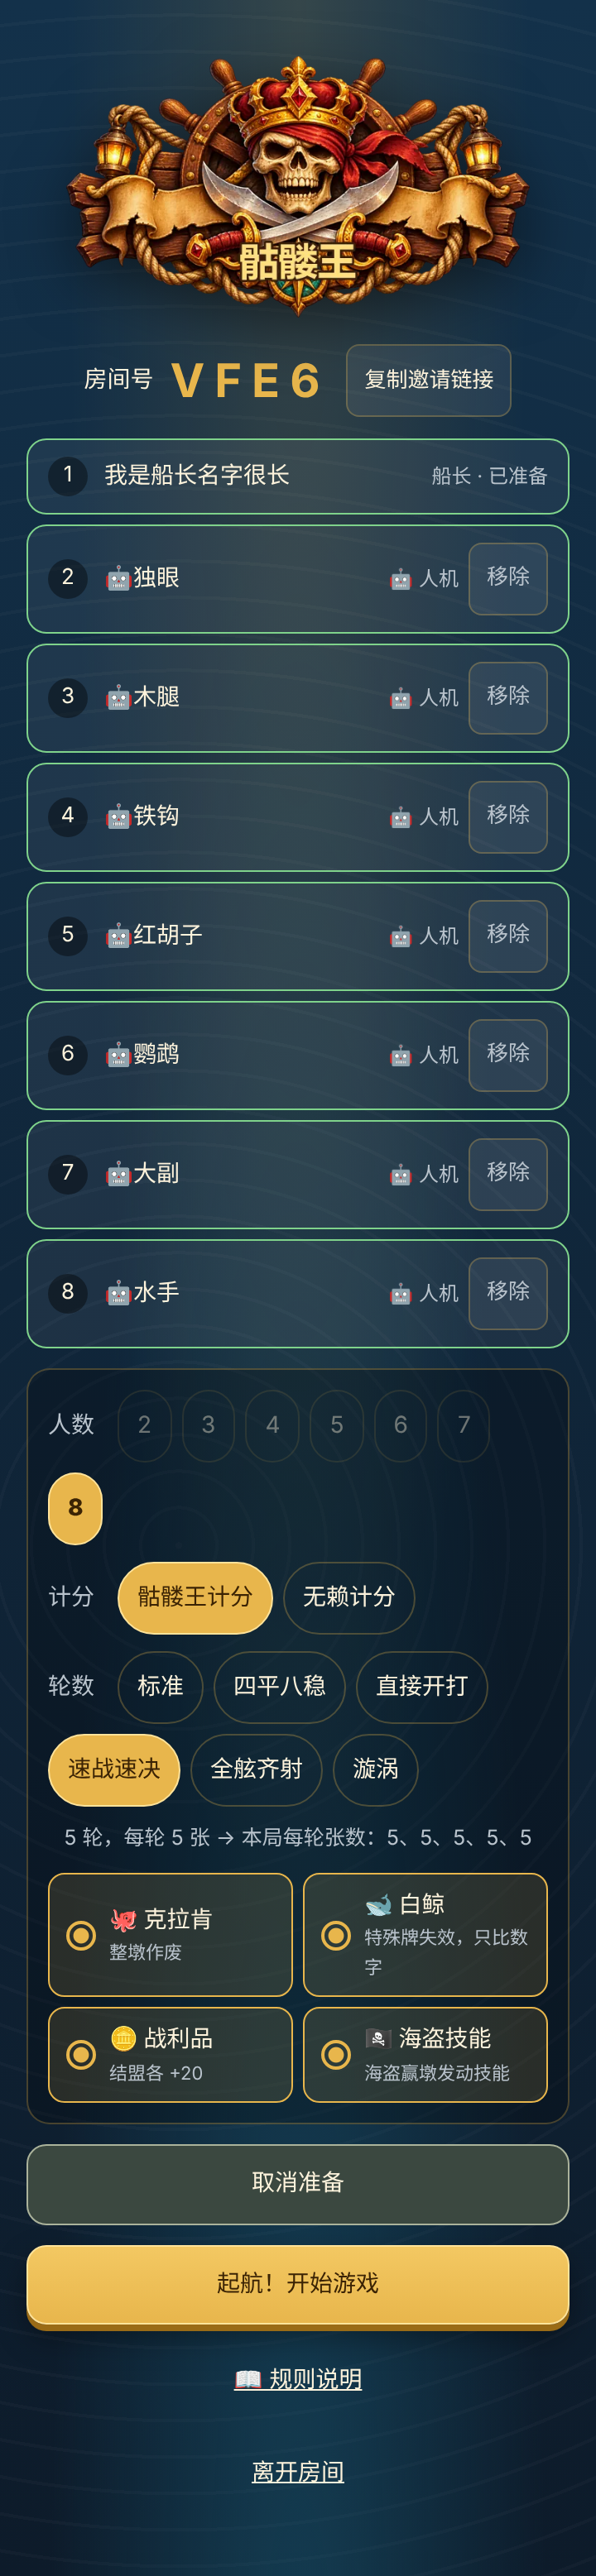 骷髅王
房间号 VFE6 复制邀请链接
1 我是船长名字很长 船长 · 已准备
2 🤖独眼 🤖 人机 移除
3 🤖木腿 🤖 人机 移除
4 🤖铁钩 🤖 人机 移除
5 🤖红胡子 🤖 人机 移除
6 🤖鹦鹉 🤖 人机 移除
7 🤖大副 🤖 人机 移除
8 🤖水手 🤖 人机 移除
人数 2 3 4 5 6 7
8
计分 骷髅王计分 无赖计分
轮数 标准 四平八稳 直接开打
速战速决 全舷齐射 漩涡
5 轮，每轮 5 张 → 本局每轮张数：5、5、5、5、5
🐙 克拉肯
整墩作废
🐋 白鲸
特殊牌失效，只比数
字
🪙 战利品
结盟各 +20
🏴‍☠️ 海盗技能
海盗赢墩发动技能
取消准备
起航！开始游戏
📖 规则说明
离开房间